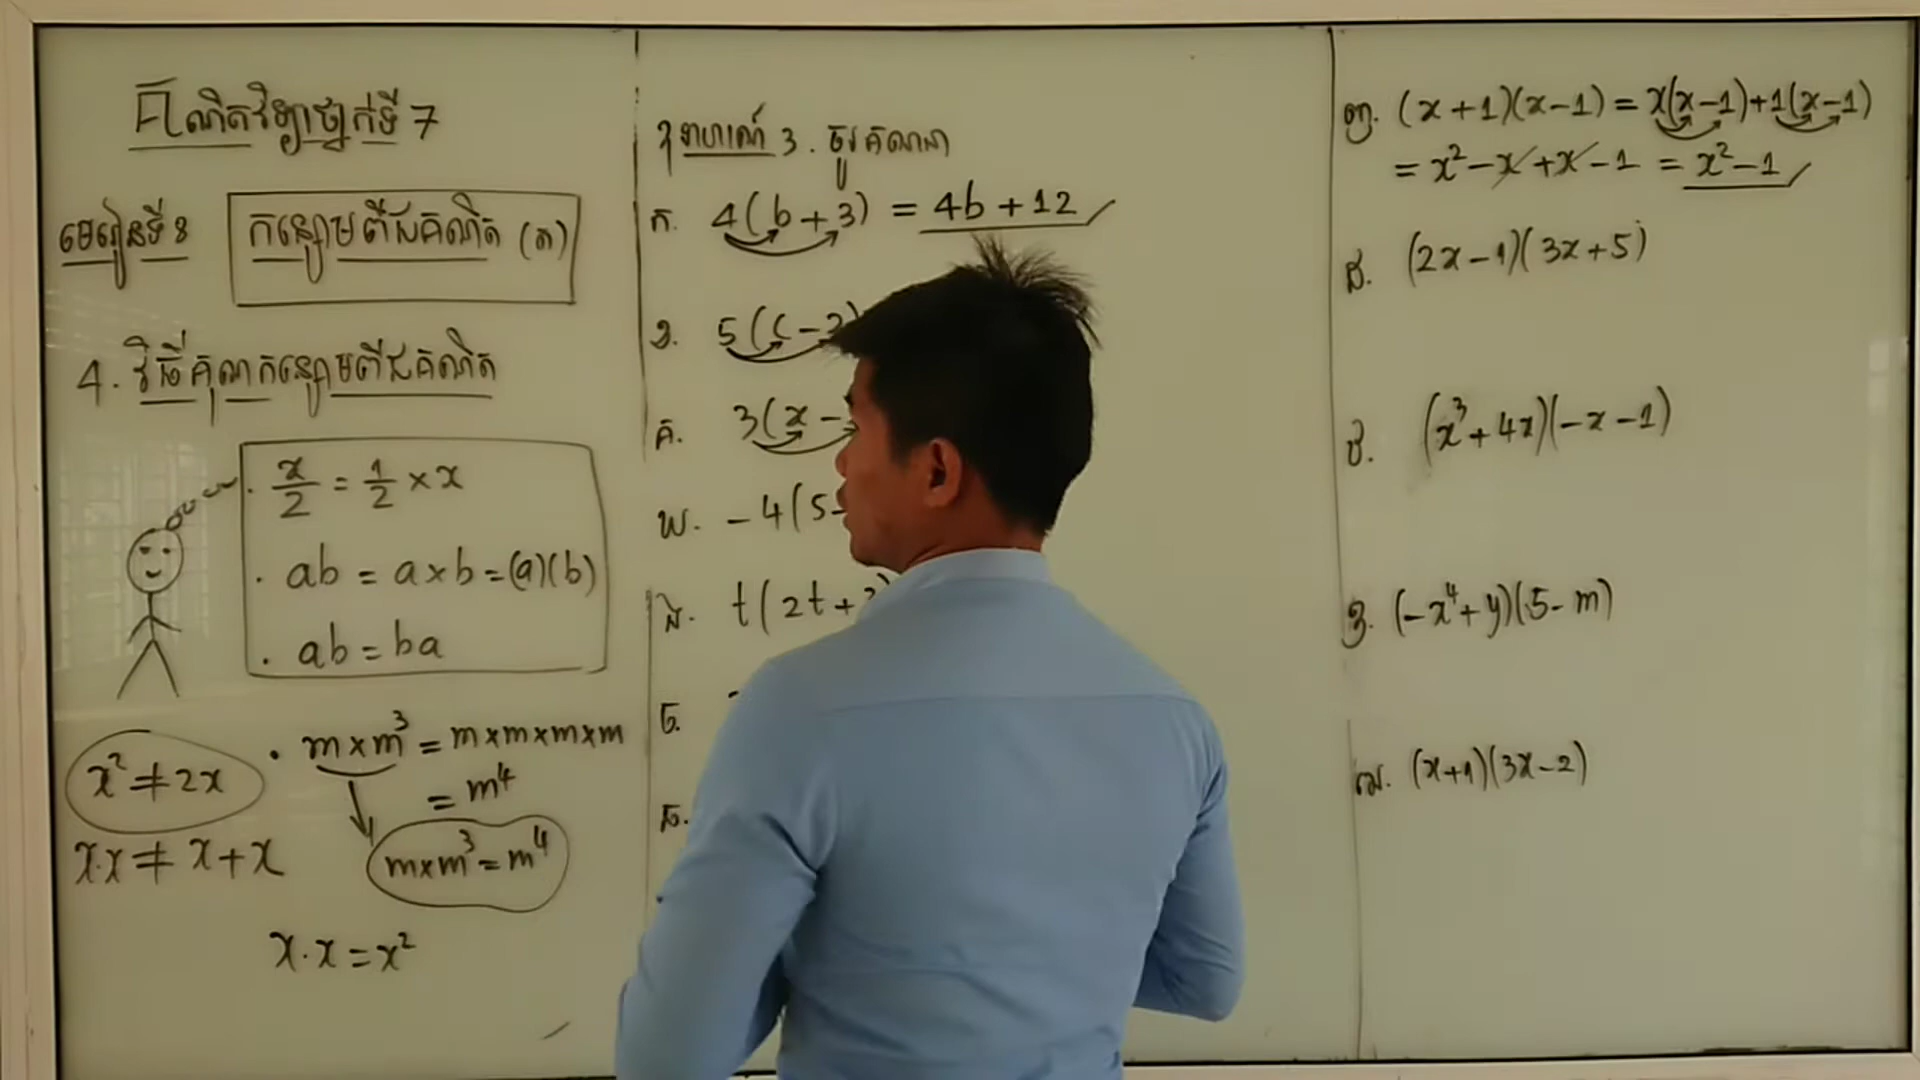 គណិតវិទ្យាថ្នាក់ទី 7
មេរៀនទី 8
កន្សោមពីជគណិត (ត)
4. វិធីគុណកន្សោមពីជគណិត
. x/2 = 1/2 × x
. ab = a×b = (a)(b)
. ab = ba
x² ≠ 2x
x.x ≠ x+x
. m×m³ = m×m×m×m
= m⁴
m×m³ = m⁴
x.x = x²
ឧទាហរណ៍ 3. ចូរគណនា
ក. 4(b+3) = 4b+12
ខ. 5(c-
គ. 3(x-
ឃ. -4(5-
ង. t(2t+
ច.
ឆ.
ញ. (x+1)(x-1) = x(x-1)+1(x-1)
= x² - x + x - 1 = x²-1
(2x-1)(3x+5)
(x³+4x)(-x-1)
(-x⁴+y)(5-m)
ឈ. (x+1)(3x-2)